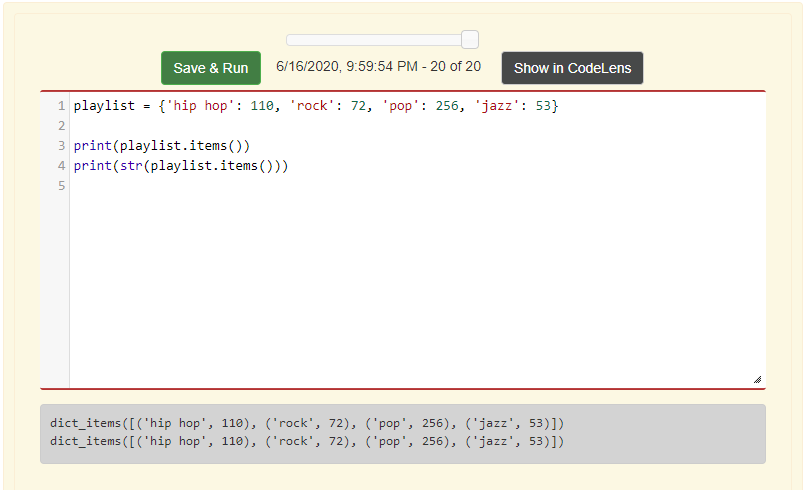 Save & Run 6/16/2020, 9:59:54 PM - 20 of 20 Show in CodeLens
1 playlist = {'hip hop': 110, 'rock': 72, 'pop': 256, 'jazz': 53}
2
3 print(playlist.items())
4 print(str(playlist.items()))
5
dict_items([('hip hop', 110), ('rock', 72), ('pop', 256), ('jazz', 53)])
dict_items([('hip hop', 110), ('rock', 72), ('pop', 256), ('jazz', 53)])